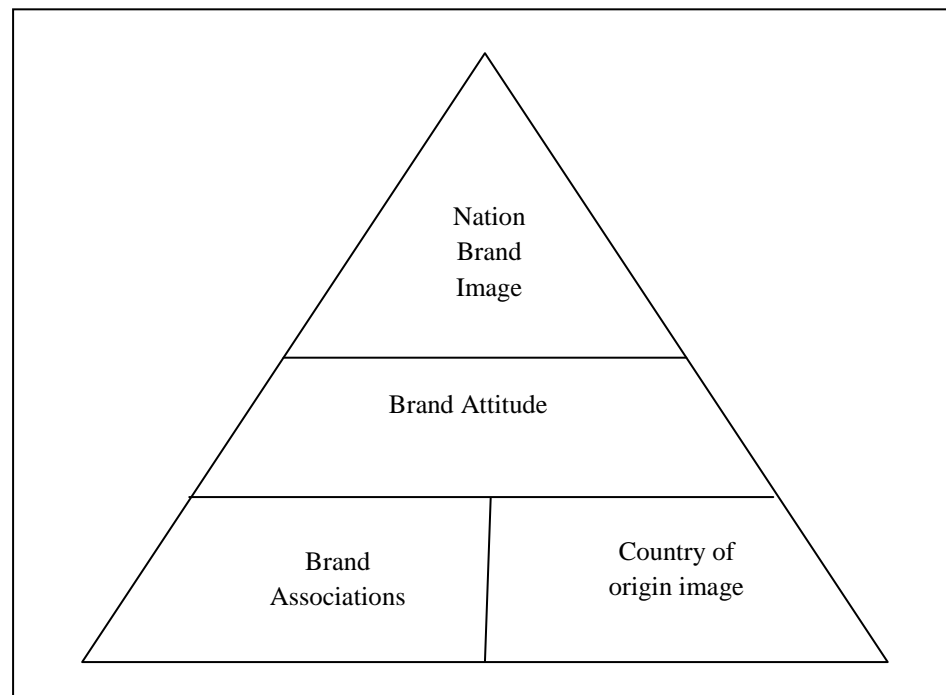 Nation
Brand
Image
Brand Attitude
Brand
Associations
Country of
origin image